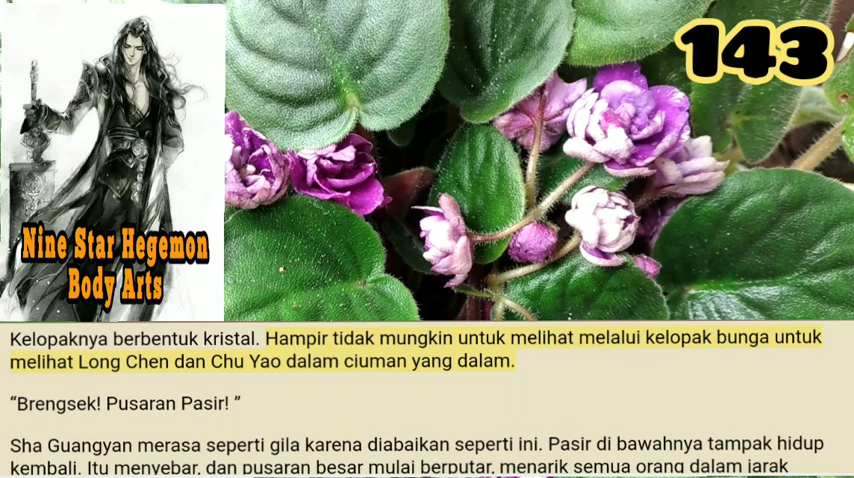 143
Nine Star Hegemon
Body Arts
Kelopaknya berbentuk kristal. Hampir tidak mungkin untuk melihat melalui kelopak bunga untuk
melihat Long Chen dan Chu Yao dalam ciuman yang dalam.
“Brengsek! Pusaran Pasir! ”
Sha Guangyan merasa seperti gila karena diabaikan seperti ini. Pasir di bawahnya tampak hidup
kembali. Itu menyebar, dan pusaran besar mulai berputar, menarik semua orang dalam jarak